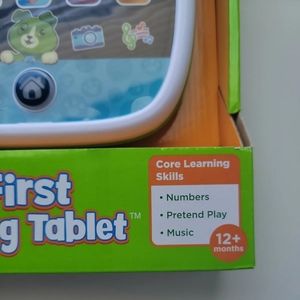 First
g Tablet™
Core Learning
Skills
• Numbers
• Pretend Play
• Music
12+
months